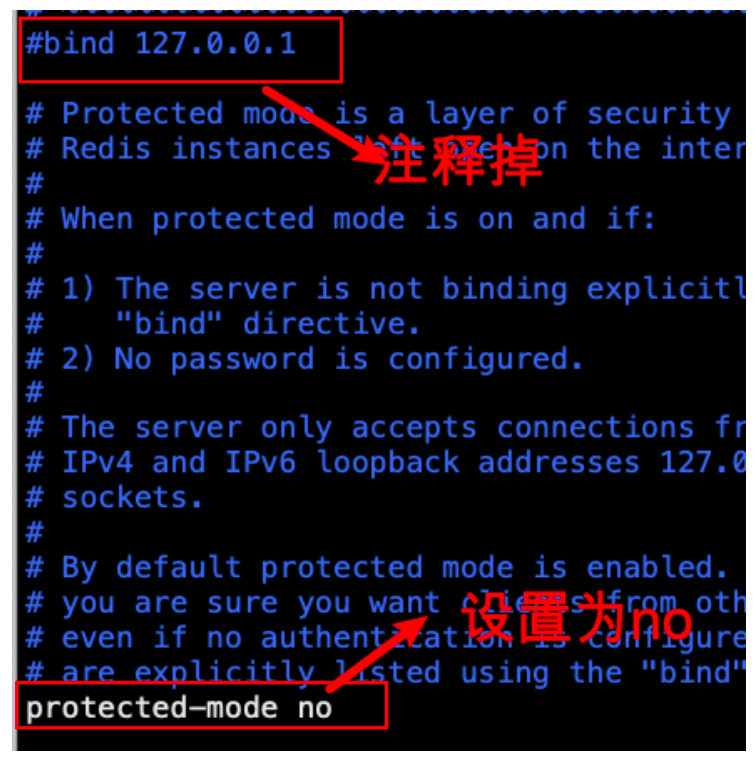 #bind 127.0.0.1
# Protected mode is a layer of security
# Redis instances left open on the inter
注释掉
#
# When protected mode is on and if:
#
# 1) The server is not binding explicitl
# "bind" directive.
# 2) No password is configured.
#
# The server only accepts connections fr
# IPv4 and IPv6 loopback addresses 127.0
# sockets.
#
# By default protected mode is enabled.
# you are sure you want clients from oth
设置为no
# even if no authentication is configure
# are explicitly listed using the "bind"
protected-mode no